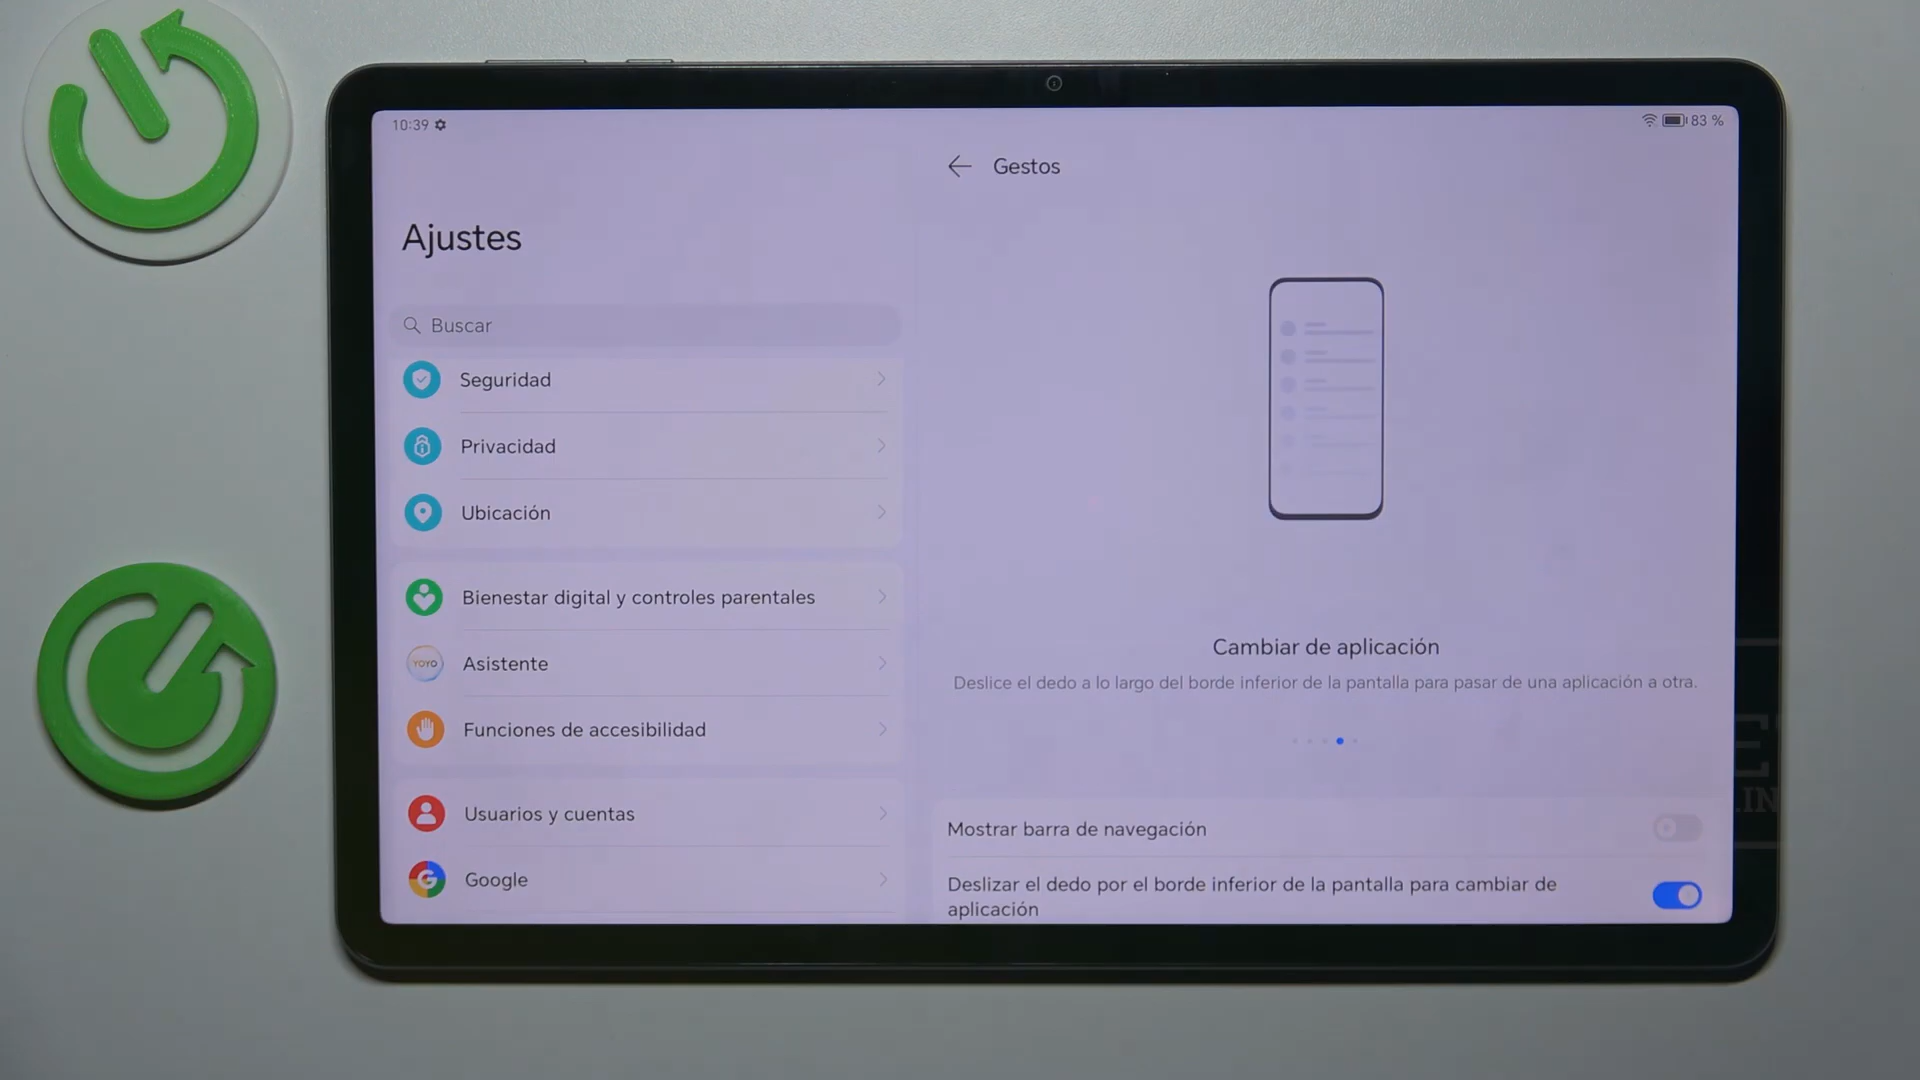 10:39
83 %
Gestos
Ajustes
Buscar
Seguridad
Privacidad
Ubicación
Bienestar digital y controles parentales
YOYO
Asistente
Funciones de accesibilidad
Usuarios y cuentas
Google
Cambiar de aplicación
Deslice el dedo a lo largo del borde inferior de la pantalla para pasar de una aplicación a otra.
Mostrar barra de navegación
Deslizar el dedo por el borde inferior de la pantalla para cambiar de
aplicación
.IN